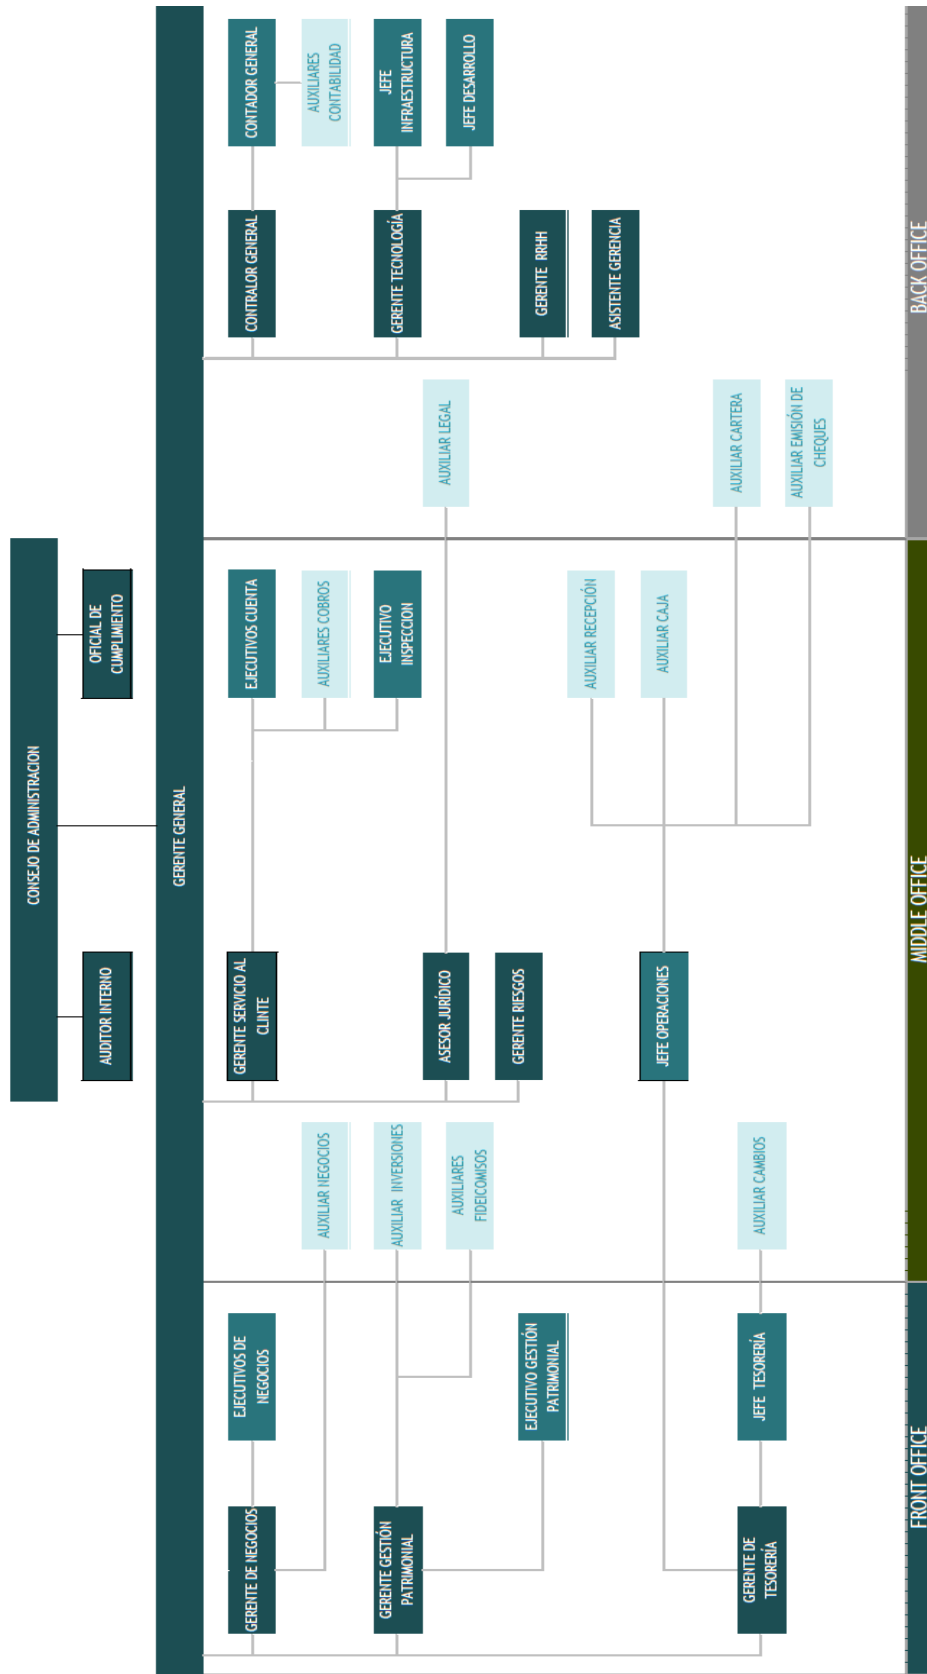 CONSEJO DE ADMINISTRACION
AUDITOR INTERNO
OFICIAL DE
CUMPLIMIENTO
GERENTE GENERAL
GERENTE DE NEGOCIOS
EJECUTIVOS DE
NEGOCIOS
AUXILIAR NEGOCIOS
GERENTE GESTIÓN
PATRIMONIAL
AUXILIAR INVERSIONES
AUXILIARES
FIDEICOMISOS
EJECUTIVO GESTIÓN
PATRIMONIAL
GERENTE DE
TESORERÍA
JEFE TESORERÍA
AUXILIAR CAMBIOS
GERENTE SERVICIO AL
CLINTE
EJECUTIVOS CUENTA
AUXILIARES COBROS
EJECUTIVO
INSPECCION
ASESOR JURÍDICO
AUXILIAR LEGAL
GERENTE RIESGOS
JEFE OPERACIONES
AUXILIAR RECEPCIÓN
AUXILIAR CAJA
AUXILIAR CARTERA
AUXILIAR EMISIÓN DE
CHEQUES
CONTRALOR GENERAL
CONTADOR GENERAL
AUXILIARES
CONTABILIDAD
GERENTE TECNOLOGÍA
JEFE
INFRAESTRUCTURA
JEFE DESARROLLO
GERENTE RRHH
ASISTENTE GERENCIA
FRONT OFFICE
MIDDLE OFFICE
BACK OFFICE